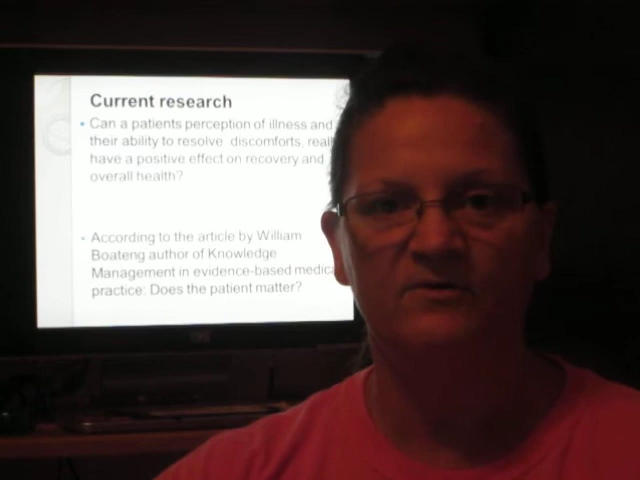 Current research
• Can a patients perception of illness and
their ability to resolve discomforts, reall
have a positive effect on recovery and
overall health?
• According to the article by William
Boateng author of Knowledge
Management in evidence-based medica
practice: Does the patient matter?